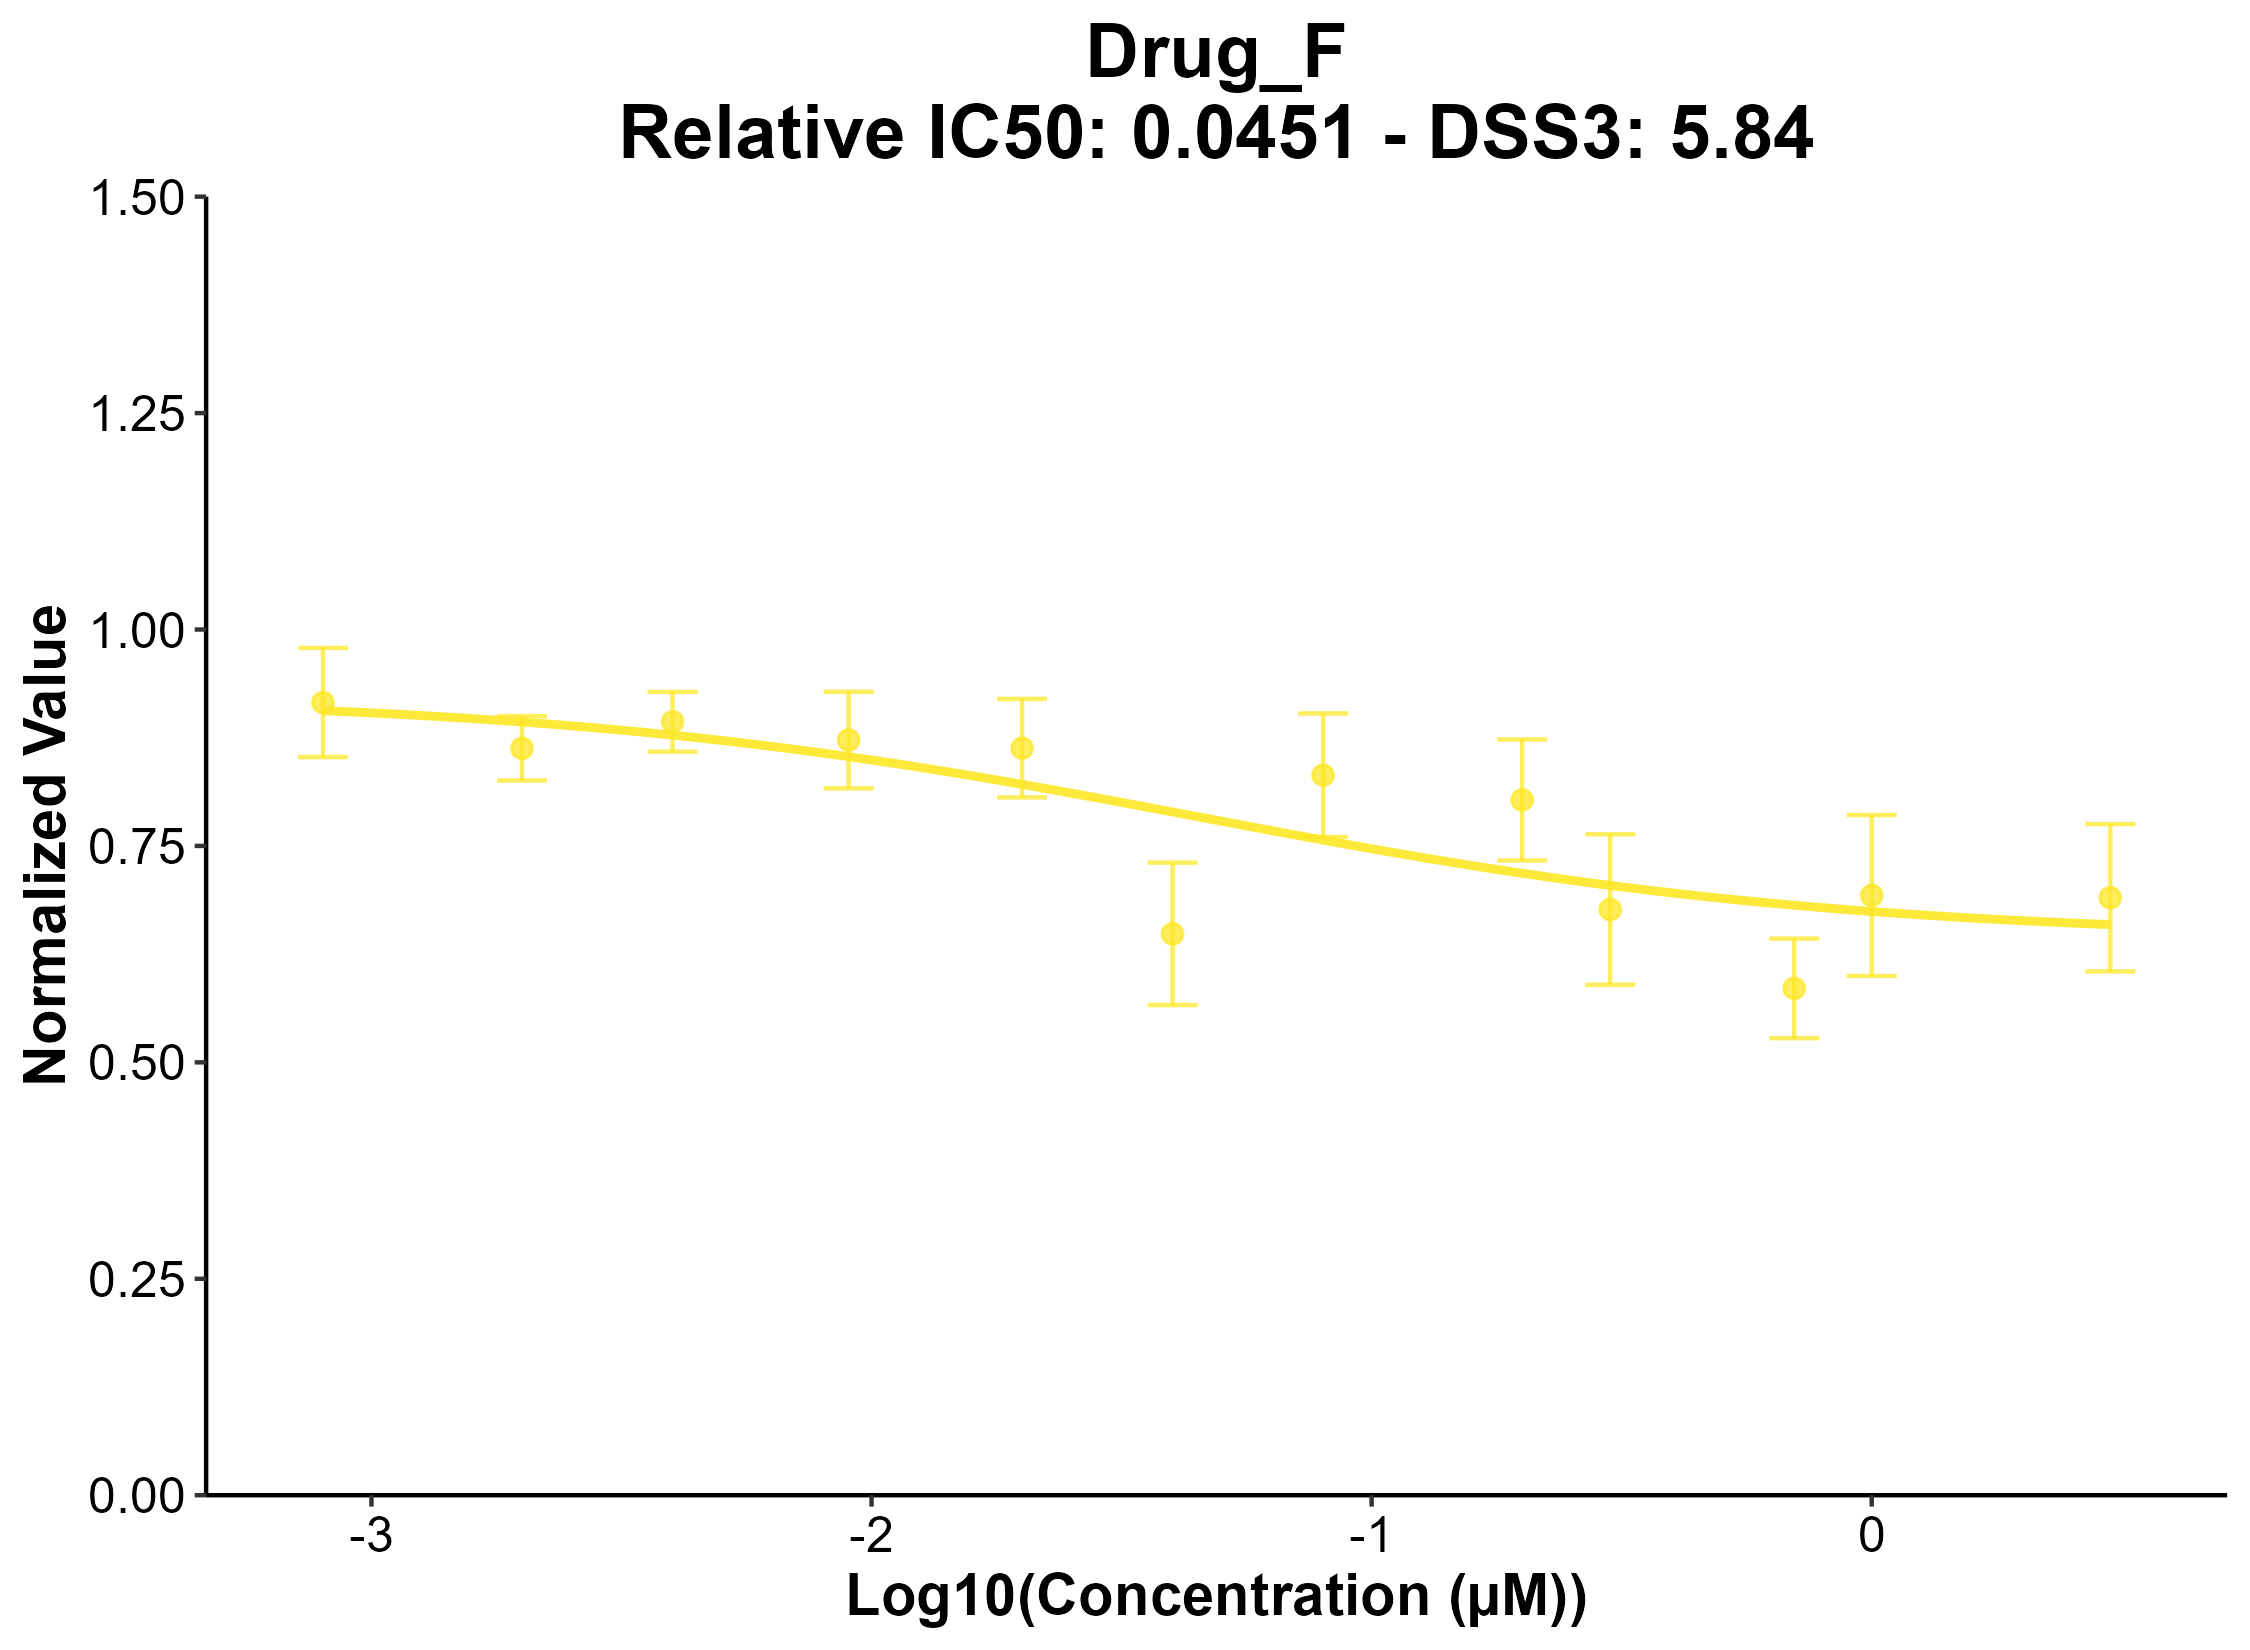 Drug_F
Relative IC50: 0.0451 - DSS3: 5.84
1.50
1.25
1.00
0.75
0.50
0.25
0.00
Normalized Value
-3 -2 -1 0
Log10(Concentration (µM))